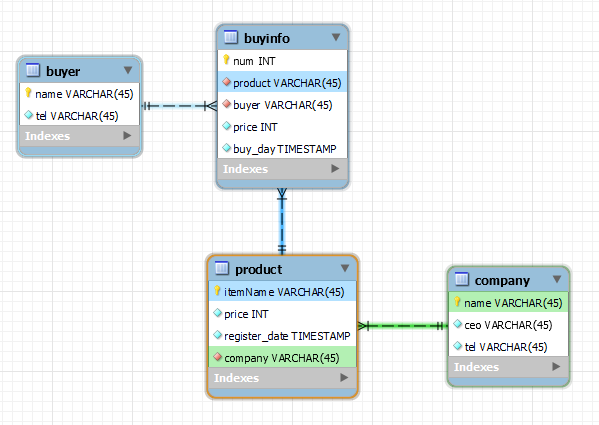 buyer
name VARCHAR(45)
tel VARCHAR(45)
Indexes
buyinfo
num INT
product VARCHAR(45)
buyer VARCHAR(45)
price INT
buy_day TIMESTAMP
Indexes
product
itemName VARCHAR(45)
price INT
register_date TIMESTAMP
company VARCHAR(45)
Indexes
company
name VARCHAR(45)
ceo VARCHAR(45)
tel VARCHAR(45)
Indexes